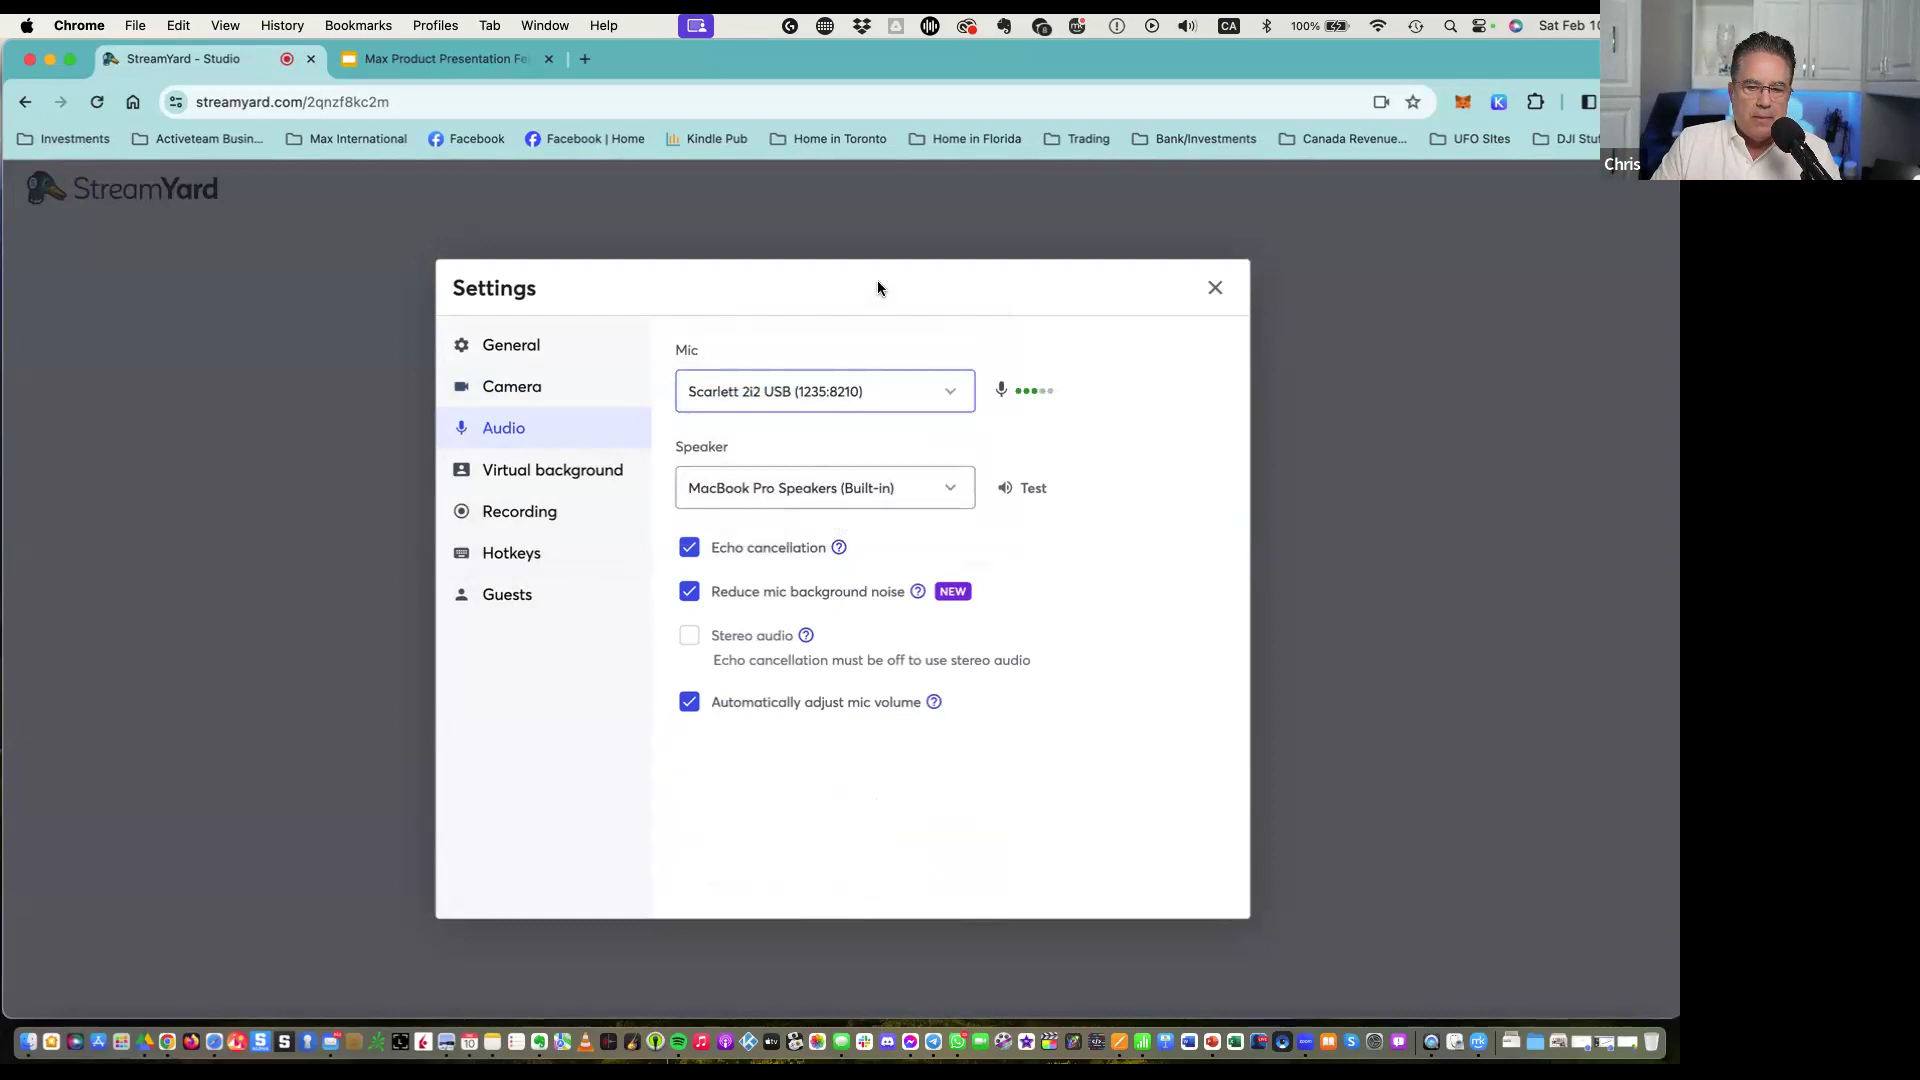 Chrome File Edit View History Bookmarks Profiles Tab Window Help CA 100% Sat Feb 10
StreamYard - Studio Max Product Presentation Fe
streamyard.com/2qnzf8kc2m
Investments Activeteam Busin... Max International Facebook Facebook | Home Kindle Pub Home in Toronto Home in Florida Trading Bank/Investments Canada Revenue... UFO SItes DJI Stu
Chris
StreamYard
Settings
General
Camera
Audio
Virtual background
Recording
Hotkeys
Guests
Mic
Scarlett 2i2 USB (1235:8210)
Speaker
MacBook Pro Speakers (Built-in) Test
Echo cancellation
Reduce mic background noise NEW
Stereo audio
Echo cancellation must be off to use stereo audio
Automatically adjust mic volume